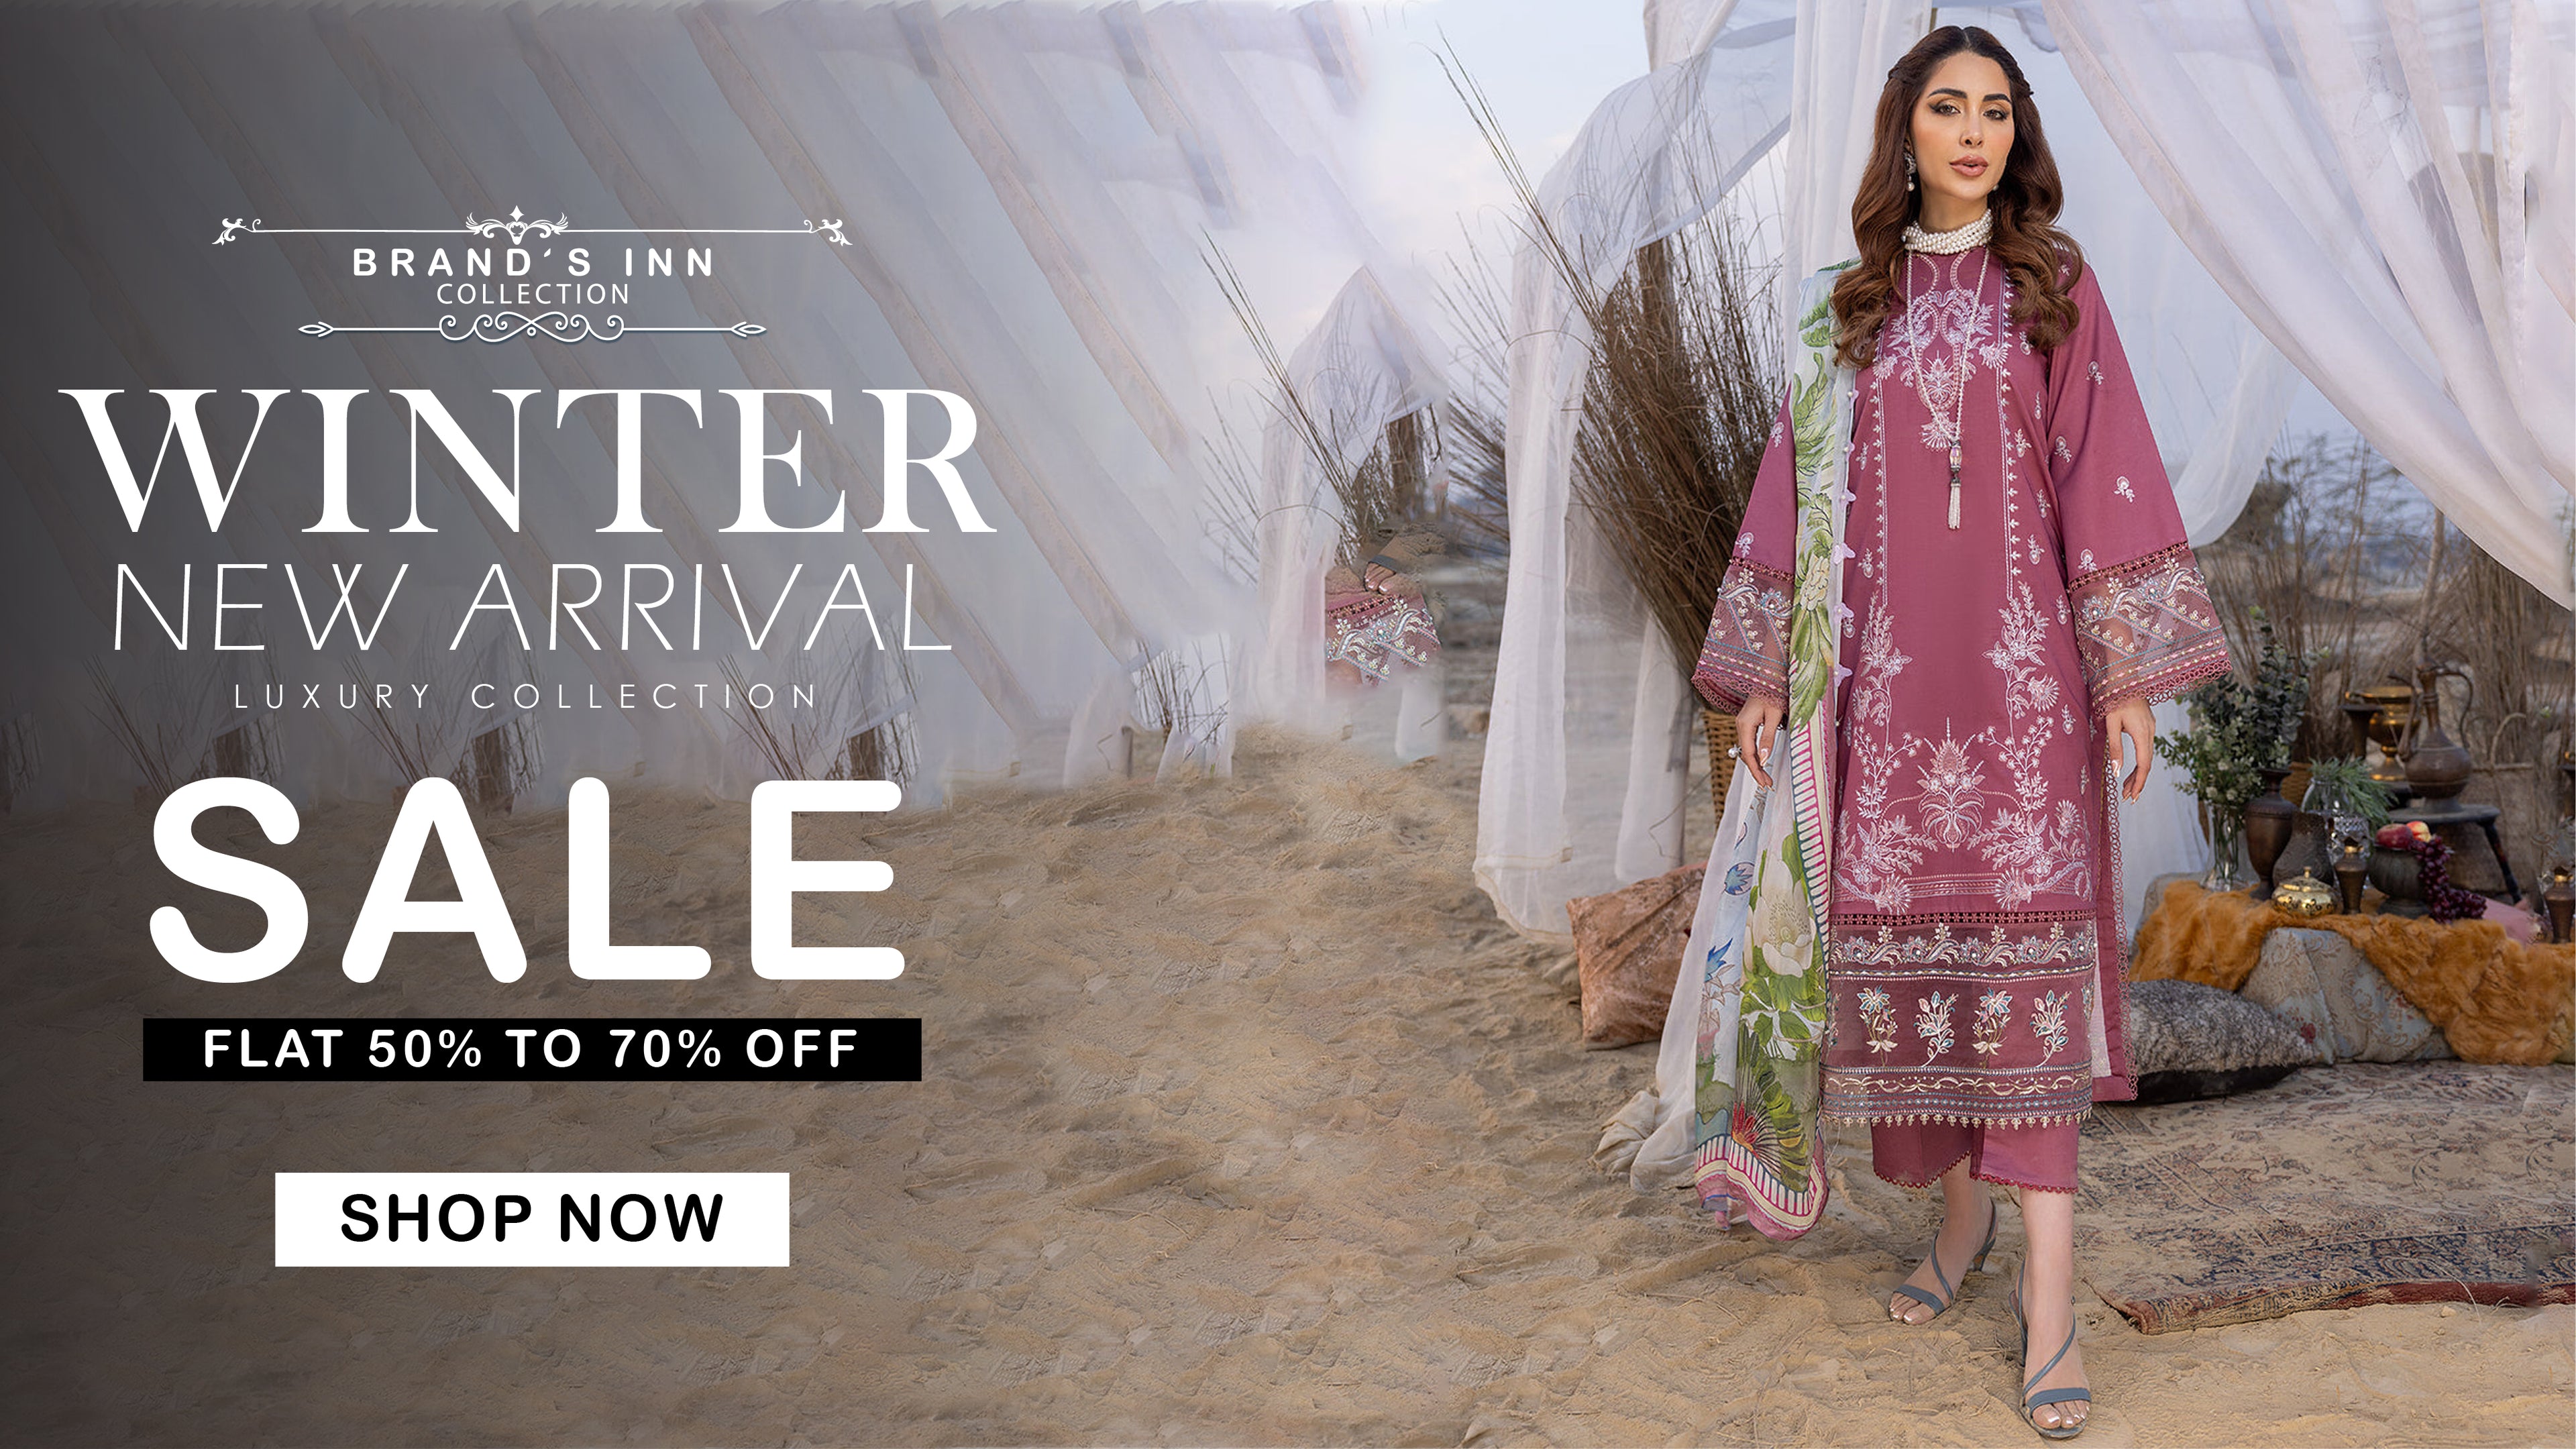 BRAND'S INN
COLLECTION
WINTER
NEW ARRIVAL
LUXURY COLLECTION
SALE
FLAT 50% TO 70% OFF
SHOP NOW